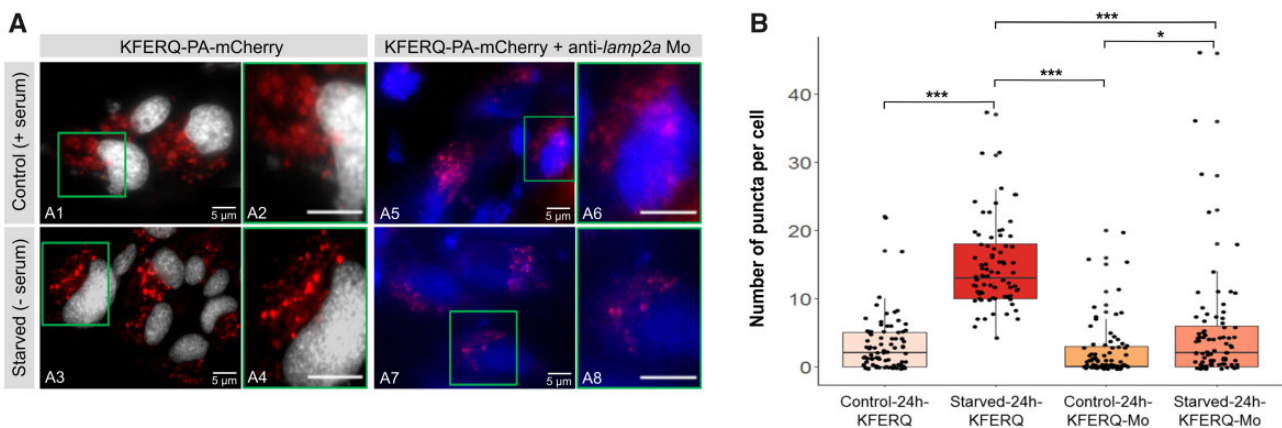 A
KFERQ-PA-mCherry
KFERQ-PA-mCherry + anti-lamp2a Mo
Control (+ serum)
Starved (- serum)
A1
5 µm
A2
A5
5 µm
A6
A3
5 µm
A4
A7
5 µm
A8
B
***
*
***
***
Number of puncta per cell
40
30
20
10
0
Control-24h-
KFERQ
Starved-24h-
KFERQ
Control-24h-
KFERQ-Mo
Starved-24h-
KFERQ-Mo